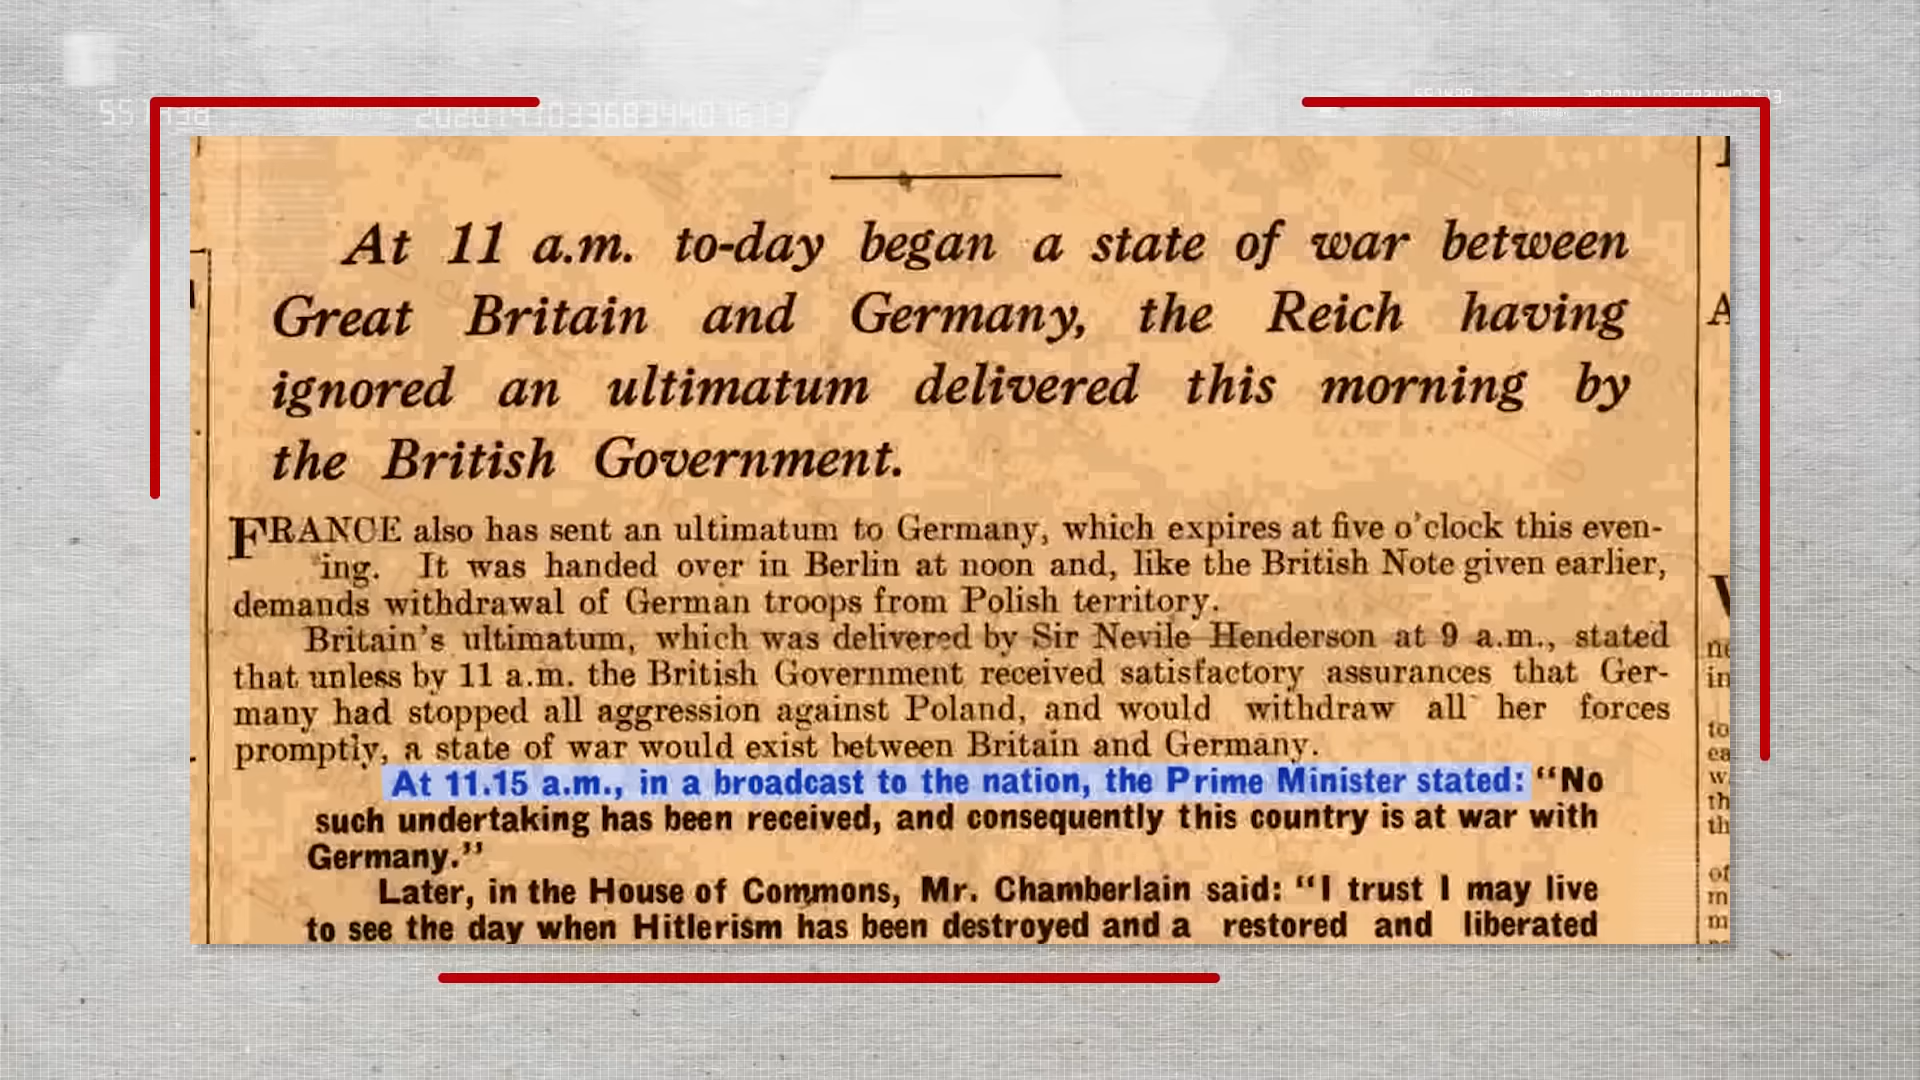 At 11 a.m. to-day began a state of war between
Great Britain and Germany, the Reich having
ignored an ultimatum delivered this morning by
the British Government.
FRANCE also has sent an ultimatum to Germany, which expires at five o'clock this even-
ing. It was handed over in Berlin at noon and, like the British Note given earlier,
demands withdrawal of German troops from Polish territory.
Britain's ultimatum, which was delivered by Sir Nevile Henderson at 9 a.m., stated
that unless by 11 a.m. the British Government received satisfactory assurances that Ger-
many had stopped all aggression against Poland, and would withdraw all her forces
promptly, a state of war would exist between Britain and Germany.
At 11.15 a.m., in a broadcast to the nation, the Prime Minister stated: "No
such undertaking has been received, and consequently this country is at war with
Germany."
Later, in the House of Commons, Mr. Chamberlain said: "I trust I may live
to see the day when Hitlerism has been destroyed and a restored and liberated